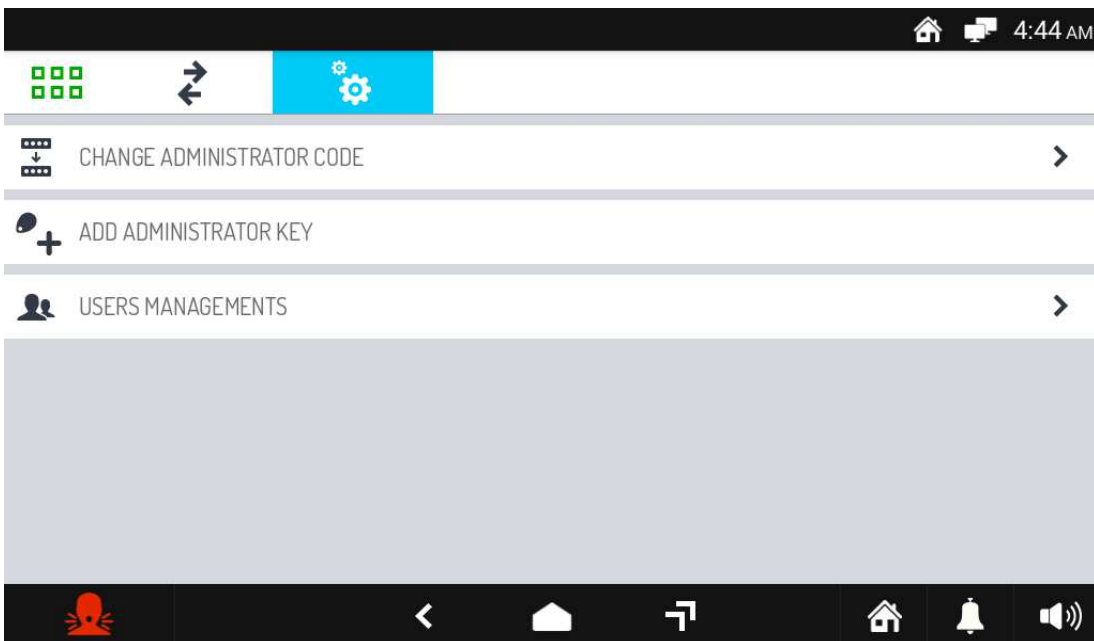 4:44 AM
CHANGE ADMINISTRATOR CODE
ADD ADMINISTRATOR KEY
USERS MANAGEMENTS